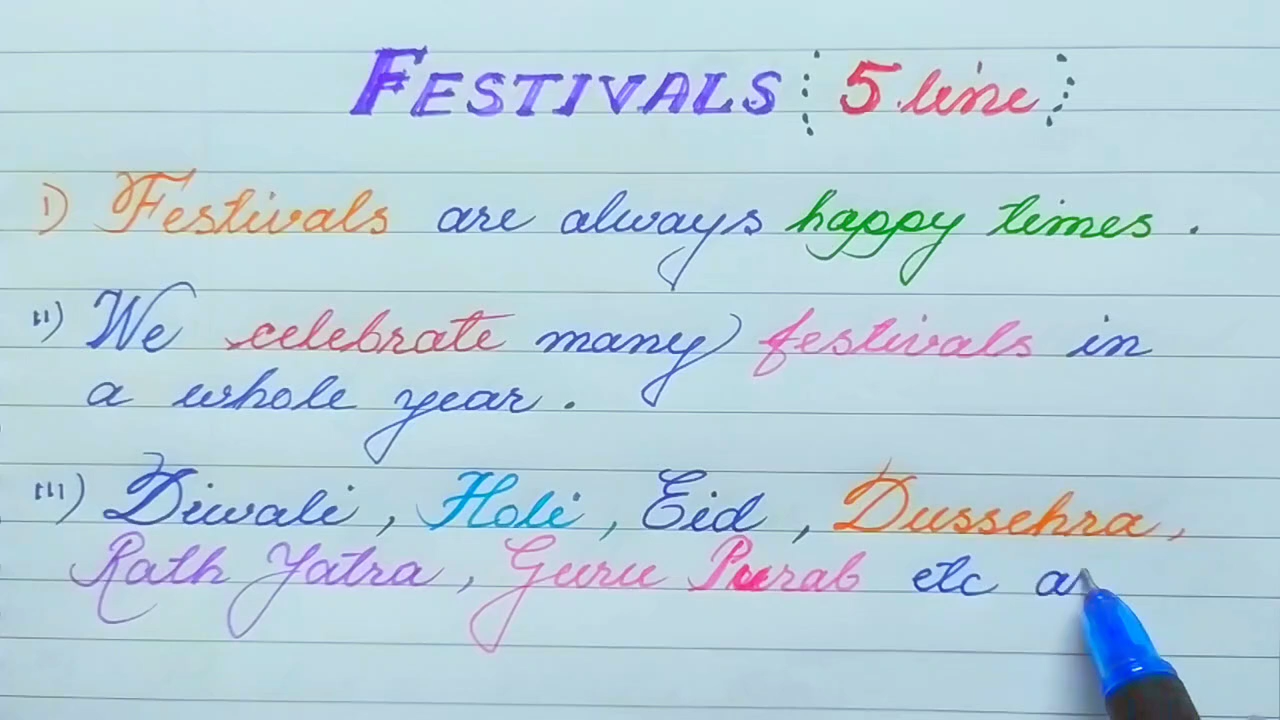 FESTIVALS (5 line)
i) Festivals are always happy times.
ii) We celebrate many festivals in
a whole year.
iii) Diwali, Holi, Eid, Dussehra,
Rath Yatra, Guru Purab etc a